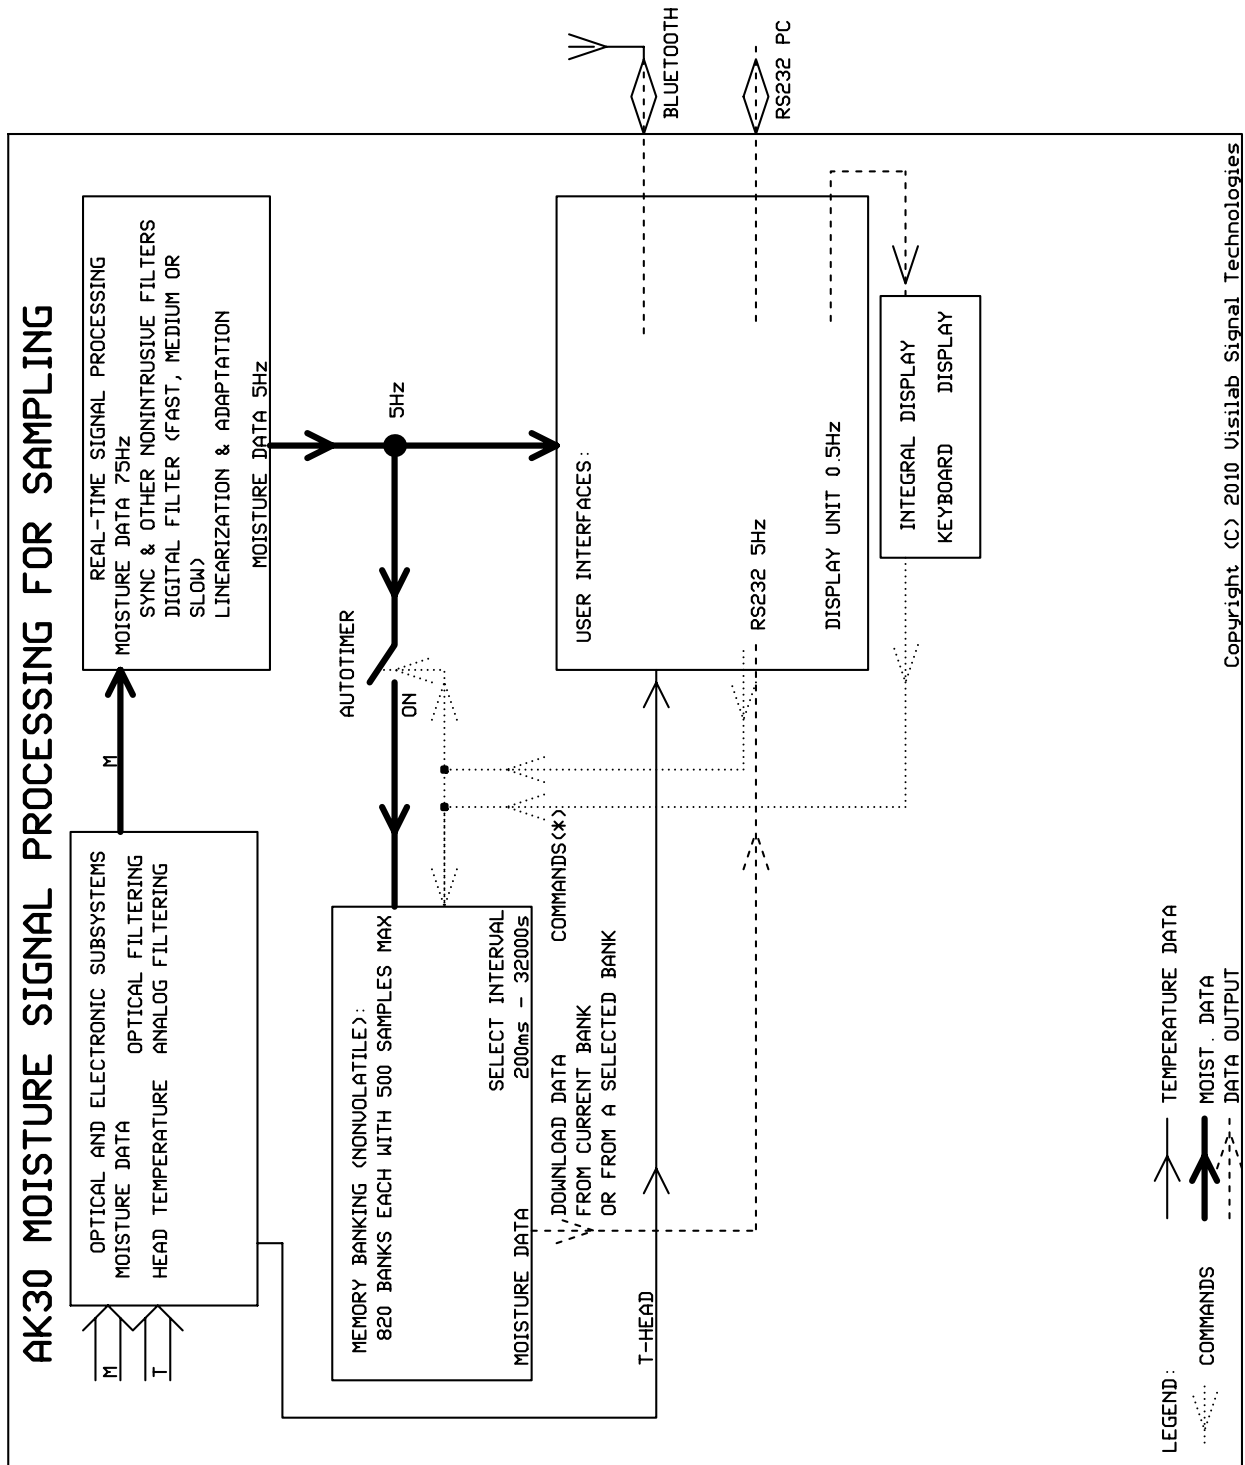 AK30 MOISTURE SIGNAL PROCESSING FOR SAMPLING
M
T
OPTICAL AND ELECTRONIC SUBSYSTEMS
MOISTURE DATA OPTICAL FILTERING
HEAD TEMPERATURE ANALOG FILTERING
M
REAL-TIME SIGNAL PROCESSING
MOISTURE DATA 75Hz
SYNC & OTHER NONINTRUSIVE FILTERS
DIGITAL FILTER (FAST, MEDIUM OR
SLOW)
LINEARIZATION & ADAPTATION
MOISTURE DATA 5Hz
AUTOTIMER
ON
5Hz
MEMORY BANKING (NONVOLATILE):
820 BANKS EACH WITH 500 SAMPLES MAX
SELECT INTERVAL
200ms - 32000s
MOISTURE DATA
DOWNLOAD DATA
FROM CURRENT BANK
OR FROM A SELECTED BANK
COMMANDS(*)
T-HEAD
USER INTERFACES:
RS232 5Hz
DISPLAY UNIT 0.5Hz
BLUETOOTH
RS232 PC
INTEGRAL DISPLAY
KEYBOARD DISPLAY
LEGEND:
COMMANDS
TEMPERATURE DATA
MOIST. DATA
DATA OUTPUT
Copyright (C) 2010 Visilab Signal Technologies